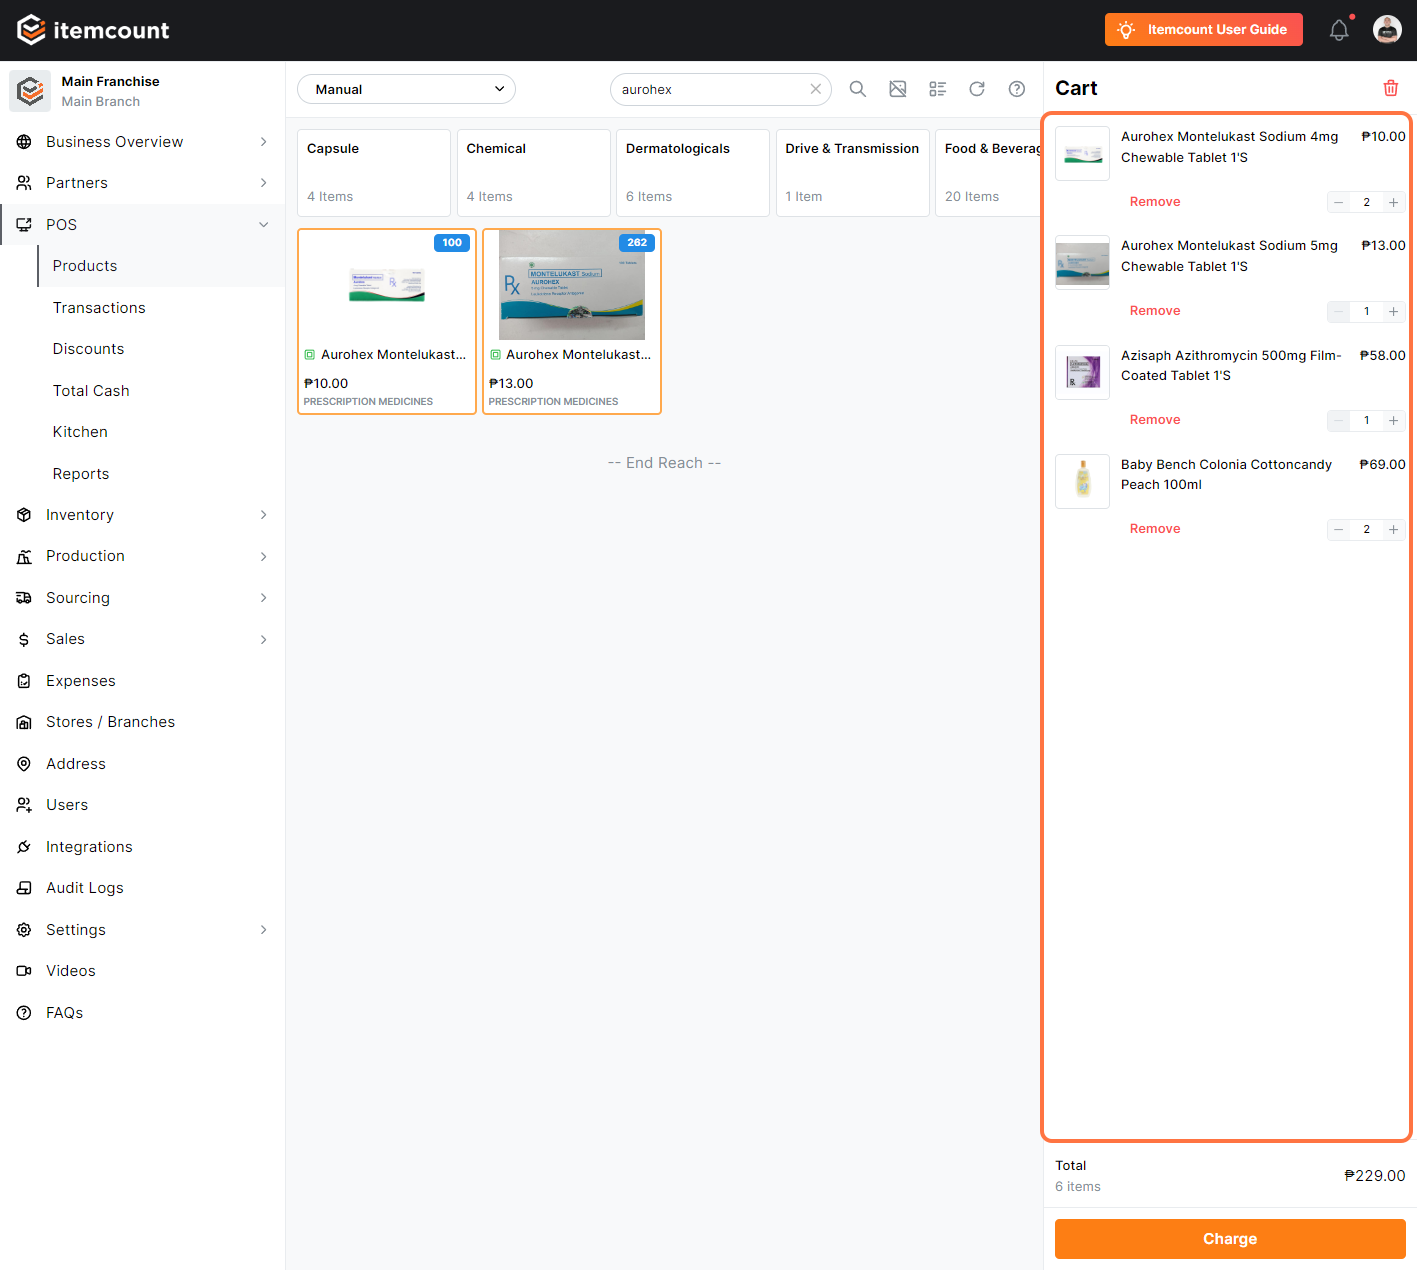 itemcount
Itemcount User Guide
Main Franchise
Main Branch
Business Overview
Partners
POS
Products
Transactions
Discounts
Total Cash
Kitchen
Reports
Inventory
Production
Sourcing
Sales
Expenses
Stores / Branches
Address
Users
Integrations
Audit Logs
Settings
Videos
FAQs
Manual
aurohex
Capsule
4 Items
Chemical
4 Items
Dermatologicals
6 Items
Drive & Transmission
1 Item
Food & Beverag
20 Items
100
Aurohex Montelukast...
₱10.00
PRESCRIPTION MEDICINES
262
MONTELUKAST Sodium
AUROHEX
Rx
Aurohex Montelukast...
₱13.00
PRESCRIPTION MEDICINES
-- End Reach --
Cart
Aurohex Montelukast Sodium 4mg
Chewable Tablet 1'S
₱10.00
Remove
2
Aurohex Montelukast Sodium 5mg
Chewable Tablet 1'S
₱13.00
Remove
1
Azisaph Azithromycin 500mg Film-
Coated Tablet 1'S
₱58.00
Remove
1
Baby Bench Colonia Cottoncandy
Peach 100ml
₱69.00
Remove
2
Total
6 items
₱229.00
Charge